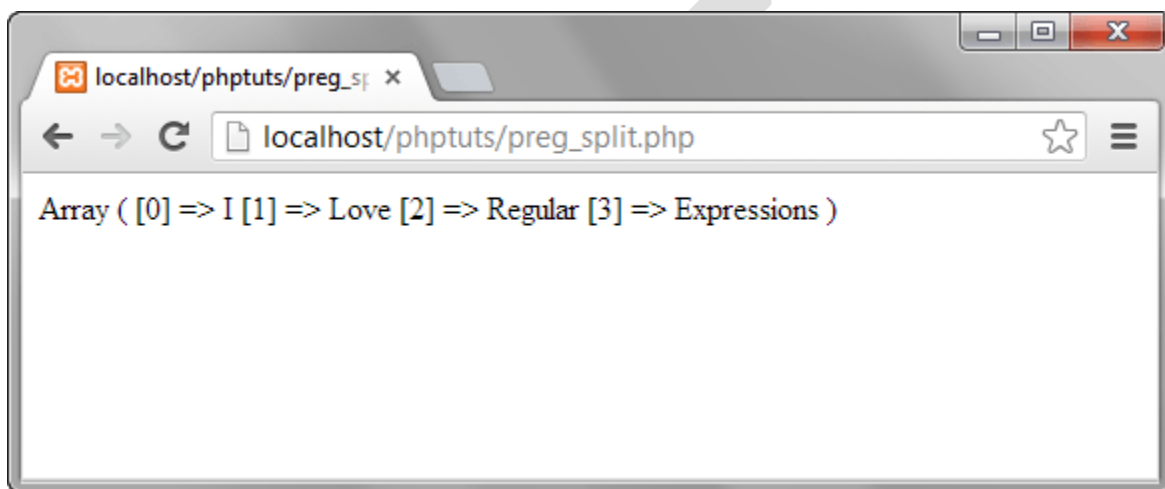 localhost/phptuts/preg_sp
localhost/phptuts/preg_split.php
Array ( [0] => I [1] => Love [2] => Regular [3] => Expressions )